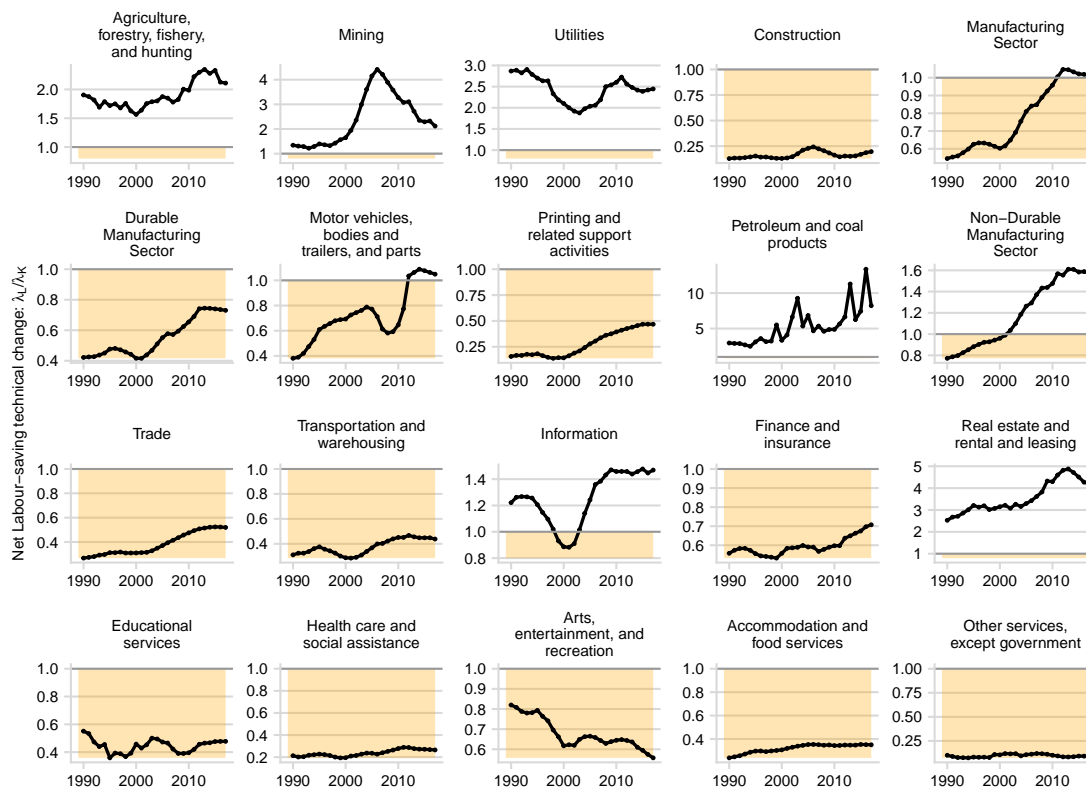 Agriculture,
forestry, fishery,
and hunting
Mining
Utilities
Construction
Manufacturing
Sector
2.0
1.5
1.0
4
3
2
1
3.0
2.5
2.0
1.5
1.0
1.00
0.75
0.50
0.25
1.0
0.9
0.8
0.7
0.6
1990 2000 2010
1990 2000 2010
1990 2000 2010
1990 2000 2010
1990 2000 2010
Durable
Manufacturing
Sector
Motor vehicles,
bodies and
trailers, and parts
Printing and
related support
activities
Petroleum and coal
products
Non−Durable
Manufacturing
Sector
1.0
0.8
0.6
0.4
1.0
0.8
0.6
0.4
1.00
0.75
0.50
0.25
10
5
1.6
1.4
1.2
1.0
0.8
1990 2000 2010
1990 2000 2010
1990 2000 2010
1990 2000 2010
1990 2000 2010
Net Labour−saving technical change: λL/λK
Trade
Transportation and
warehousing
Information
Finance and
insurance
Real estate and
rental and leasing
1.0
0.8
0.6
0.4
1.0
0.8
0.6
0.4
1.4
1.2
1.0
0.8
1.0
0.9
0.8
0.7
0.6
5
4
3
2
1
1990 2000 2010
1990 2000 2010
1990 2000 2010
1990 2000 2010
1990 2000 2010
Educational
services
Health care and
social assistance
Arts,
entertainment, and
recreation
Accommodation and
food services
Other services,
except government
1.0
0.8
0.6
0.4
1.0
0.8
0.6
0.4
0.2
1.0
0.9
0.8
0.7
0.6
1.0
0.8
0.6
0.4
1.00
0.75
0.50
0.25
1990 2000 2010
1990 2000 2010
1990 2000 2010
1990 2000 2010
1990 2000 2010